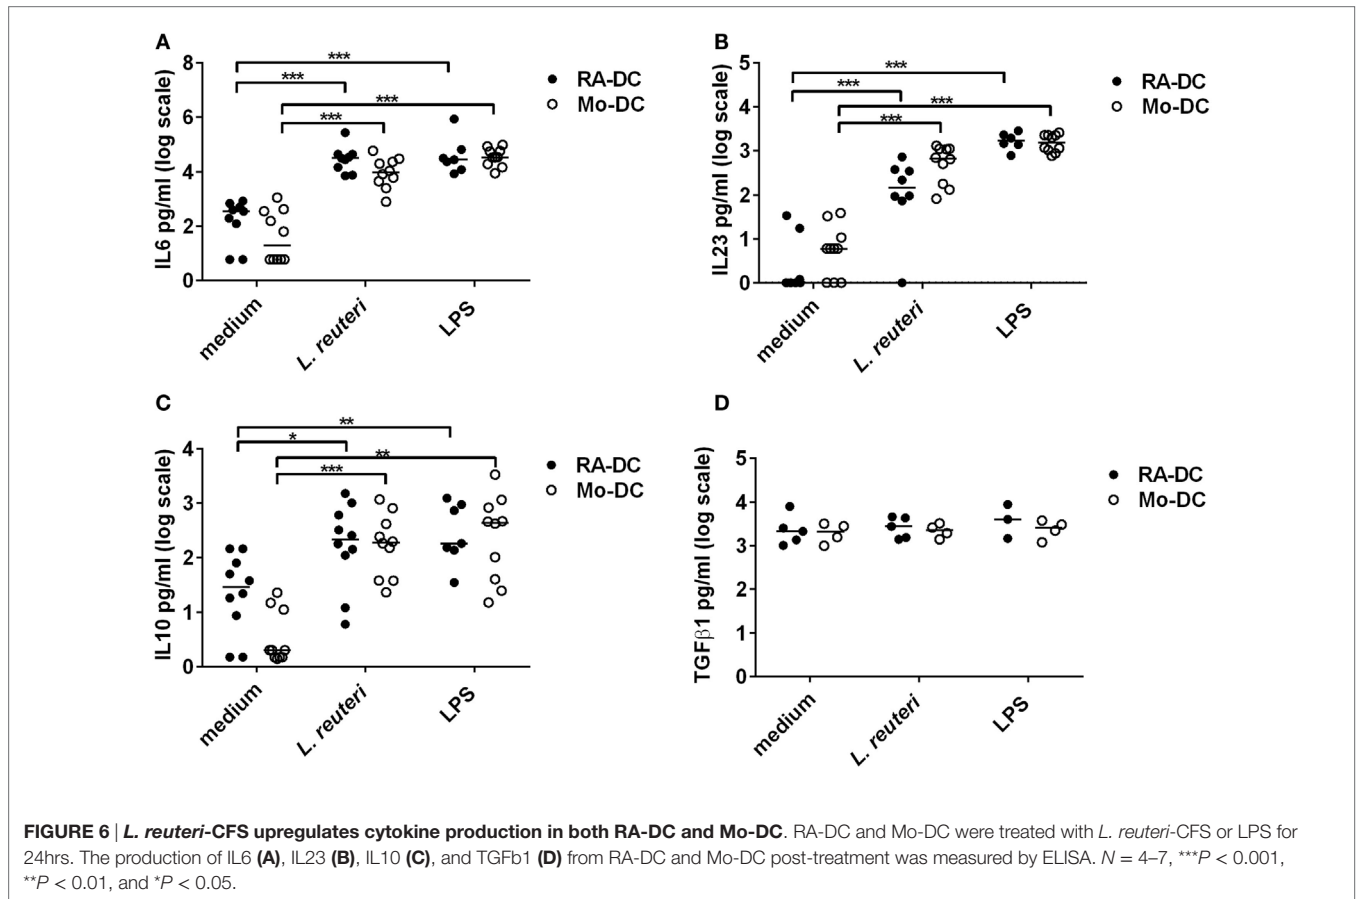 A
IL6 pg/ml (log scale)
8
6
4
2
0
***
***
***
***
RA-DC
Mo-DC
medium
L. reuteri
LPS
B
IL23 pg/ml (log scale)
5
4
3
2
1
0
***
***
***
***
RA-DC
Mo-DC
medium
L. reuteri
LPS
C
IL10 pg/ml (log scale)
4
3
2
1
0
**
*
**
***
RA-DC
Mo-DC
medium
L. reuteri
LPS
D
TGFβ1 pg/ml (log scale)
5
4
3
2
1
0
RA-DC
Mo-DC
medium
L. reuteri
LPS
FIGURE 6 | L. reuteri-CFS upregulates cytokine production in both RA-DC and Mo-DC. RA-DC and Mo-DC were treated with L. reuteri-CFS or LPS for
24hrs. The production of IL6 (A), IL23 (B), IL10 (C), and TGFb1 (D) from RA-DC and Mo-DC post-treatment was measured by ELISA. N = 4–7, ***P < 0.001,
**P < 0.01, and *P < 0.05.